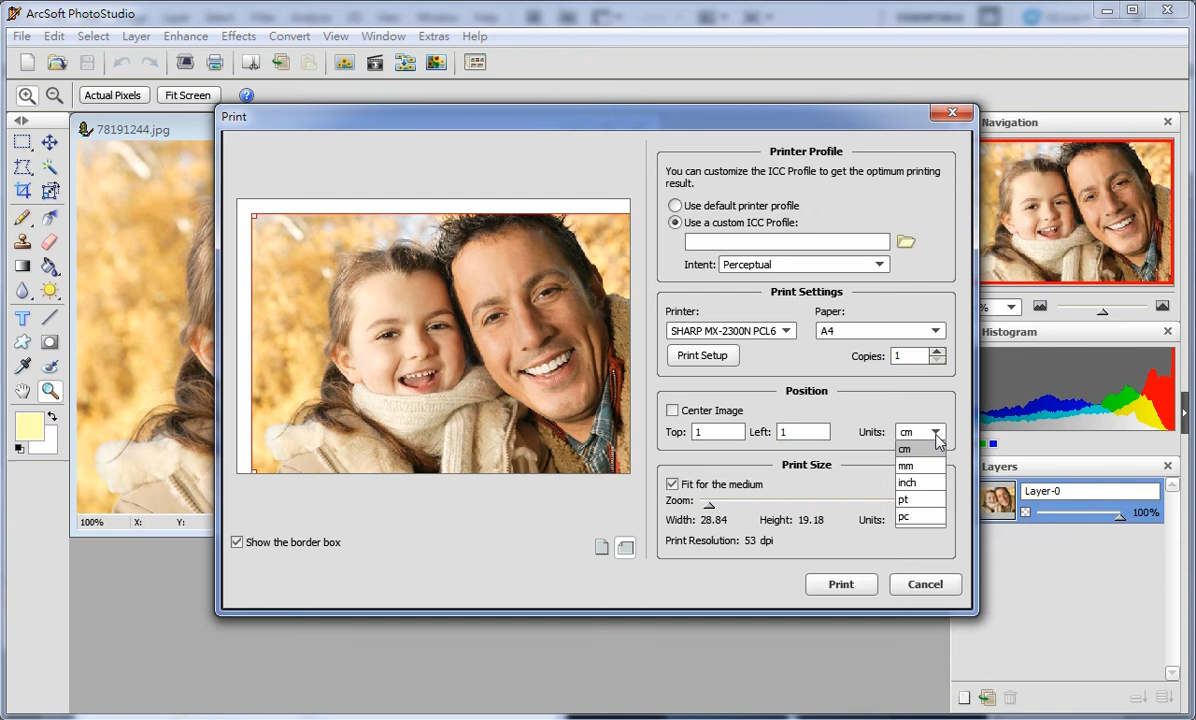 ArcSoft PhotoStudio
File Edit Select Layer Enhance Effects Convert View Window Extras Help
Actual Pixels Fit Screen
78191244.jpg
100% X: Y:
Print
Show the border box
Printer Profile
You can customize the ICC Profile to get the optimum printing
result.
Use default printer profile
Use a custom ICC Profile:
Intent: Perceptual
Print Settings
Printer: Paper:
SHARP MX-2300N PCL6 A4
Print Setup Copies: 1
Position
Center Image
Top: 1 Left: 1 Units: cm
cm
mm
inch
pt
pc
Print Size
Fit for the medium
Zoom:
Width: 28.84 Height: 19.18 Units:
Print Resolution: 53 dpi
Print Cancel
Navigation
%
Histogram
Layers
Layer-0
100%